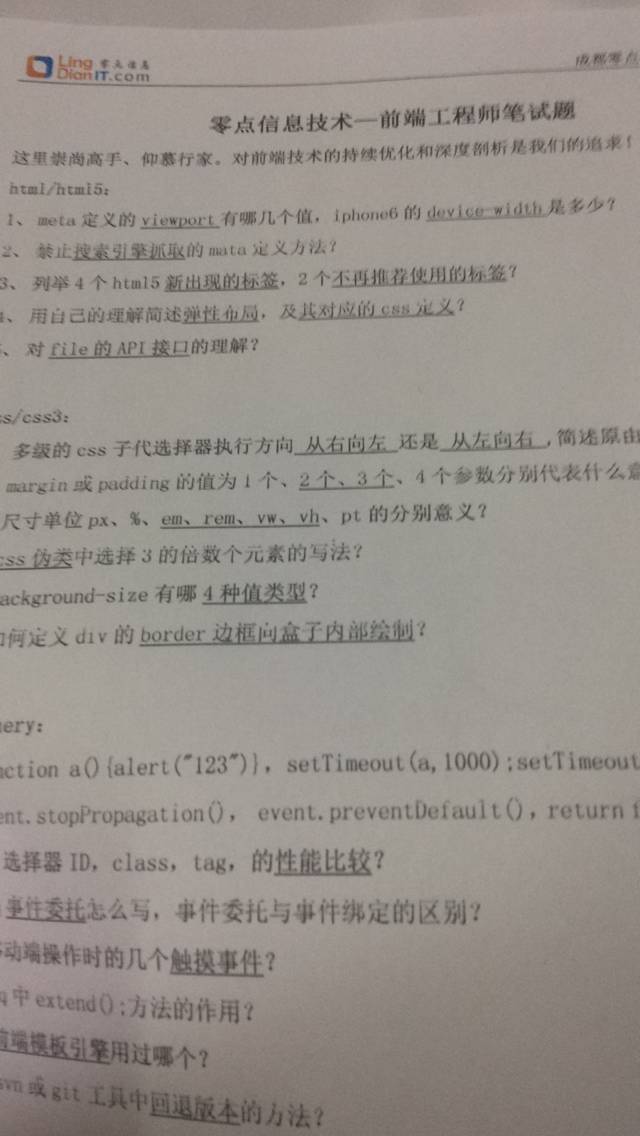 Ling 零点信息
DianIT.com
成都零点
零点信息技术—前端工程师笔试题
这里崇尚高手、仰慕行家。对前端技术的持续优化和深度剖析是我们的追求！
html/html5:
1、 meta 定义的 viewport 有哪几个值，iphone6 的 device-width 是多少？
2、 禁止搜索引擎抓取的 mata 定义方法？
3、 列举 4 个 html5 新出现的标签，2 个不再推荐使用的标签？
、 用自己的理解简述弹性布局，及其对应的 css 定义？
、 对 file 的 API 接口的理解？
ss/css3:
多级的 css 子代选择器执行方向 从右向左 还是 从左向右 ,简述原由
margin 或 padding 的值为 1 个、2 个、3 个、4 个参数分别代表什么意
尺寸单位 px、%、em、rem、vw、vh、pt 的分别意义？
css 伪类中选择 3 的倍数个元素的写法？
ackground-size 有哪 4 种值类型？
如何定义 div 的 border 边框向盒子内部绘制？
uery:
nction a(){alert("123")}, setTimeout(a,1000);setTimeout
ent.stopPropagation(), event.preventDefault(),return f
选择器 ID, class, tag, 的性能比较？
事件委托怎么写，事件委托与事件绑定的区别？
移动端操作时的几个触摸事件？
q 中 extend();方法的作用？
前端模板引擎用过哪个？
svn 或 git 工具中回退版本的方法？